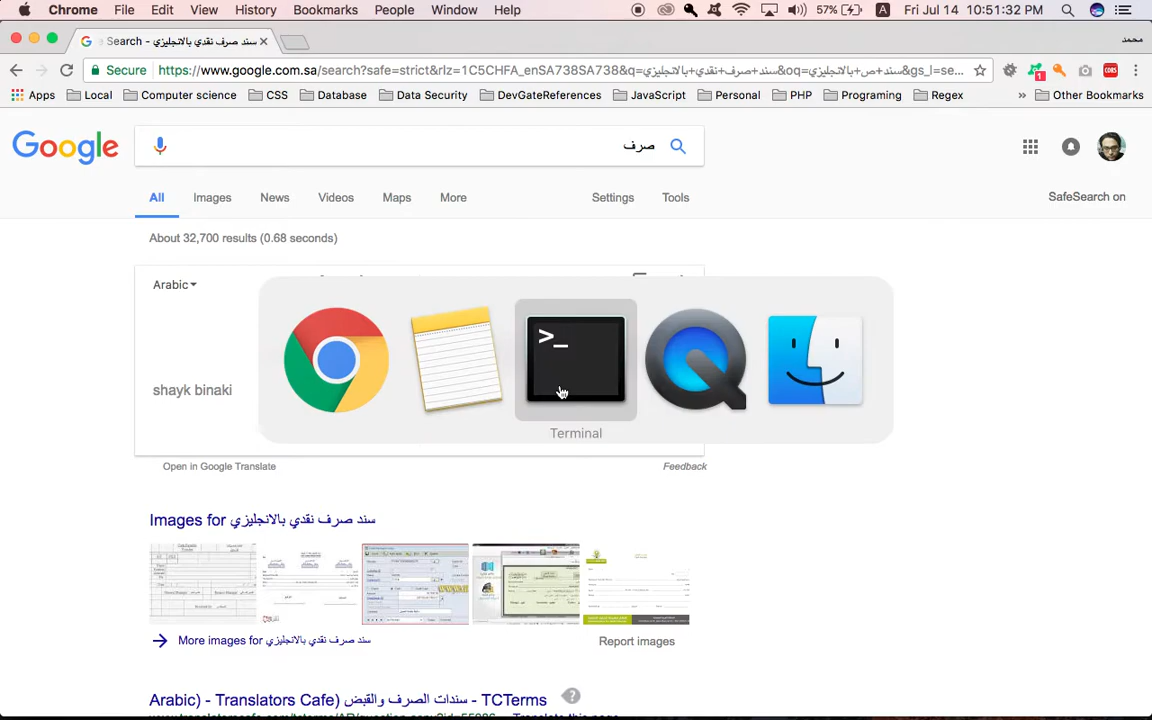 Chrome File Edit View History Bookmarks People Window Help 57% A Fri Jul 14 10:51:32 PM
Search - سند صرف نقدي بالانجليزي
محمد
Secure https://www.google.com.sa/search?safe=strict&rlz=1C5CHFA_enSA738SA738&q=سند+صرف+نقدي+بالانجليزي&oq=سند+ص+بالانجليزي&gs_l=se...
Apps Local Computer science CSS Database Data Security DevGateReferences JavaScript Personal PHP Programing Regex » Other Bookmarks
Google
صرف
All Images News Videos Maps More Settings Tools
SafeSearch on
About 32,700 results (0.68 seconds)
Arabic
shayk binaki
>_
Terminal
Open in Google Translate
Feedback
Images for سند صرف نقدي بالانجليزي
More images for سند صرف نقدي بالانجليزي
Report images
Arabic) - Translators Cafe) سندات الصرف والقبض - TCTerms